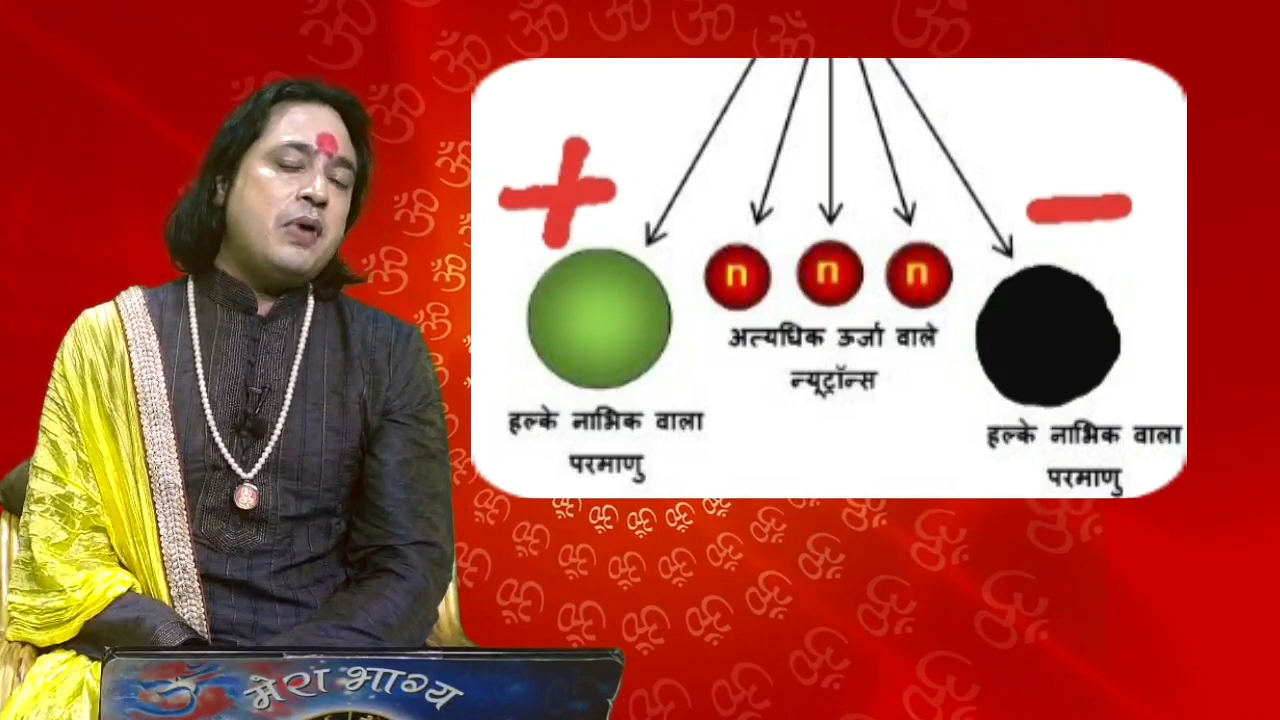 n n n
अत्यधिक ऊर्जा वाले
न्यूट्रॉन्स
हल्के नाभिक वाला
परमाणु
हल्के नाभिक वाला
परमाणु
ॐ मेरा भाग्य